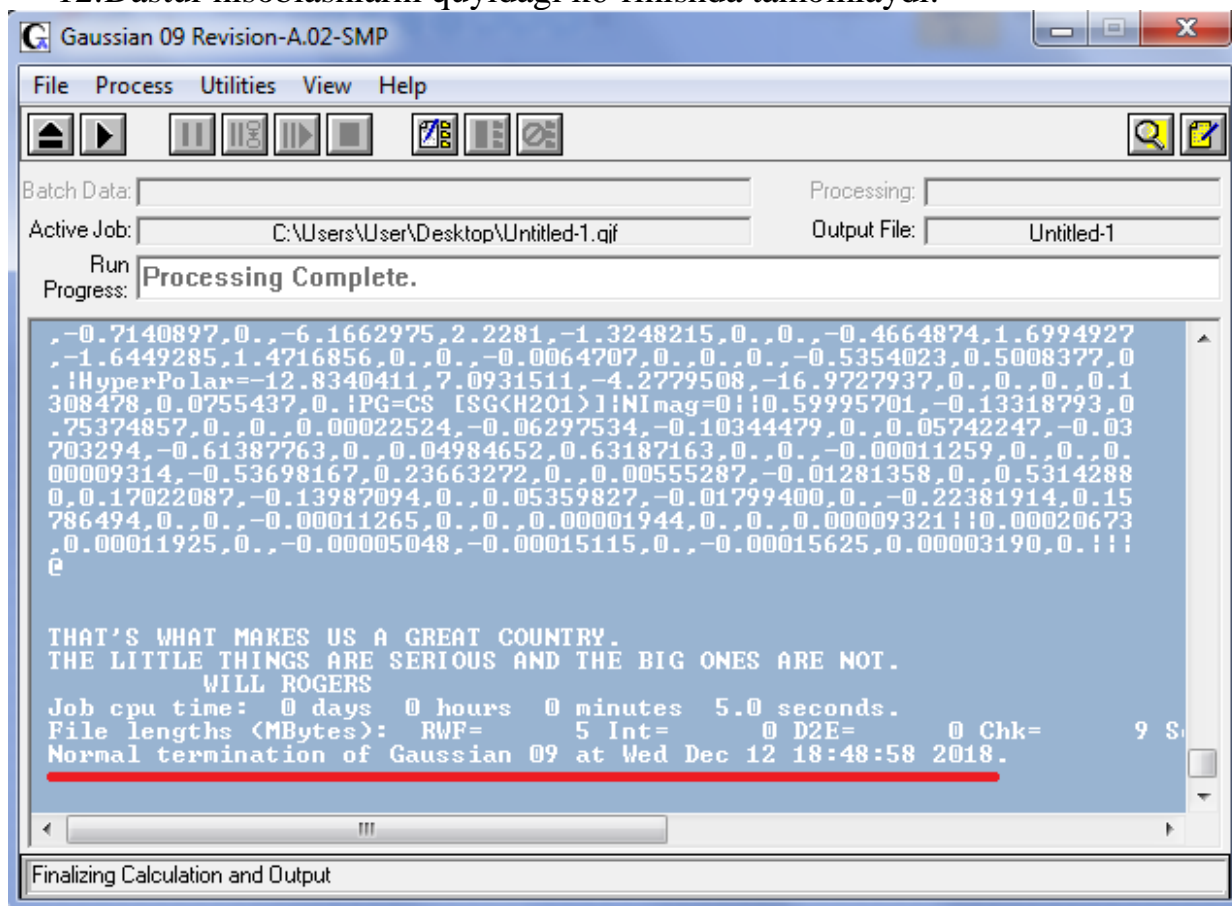 Gaussian 09 Revision-A.02-SMP
File Process Utilities View Help
Batch Data: Processing:
Active Job: C:\Users\User\Desktop\Untitled-1.gjf Output File: Untitled-1
Run Progress: Processing Complete.
,-0.7140897,0.,-6.1662975,2.2281,-1.3248215,0.,0.,-0.4664874,1.6994927
,-1.6449285,1.4716856,0.,0.,-0.0064707,0.,0.,0.,-0.5354023,0.5008377,0
.¦HyperPolar=-12.8340411,7.0931511,-4.2779508,-16.9727937,0.,0.,0.,0.1
308478,0.0755437,0.¦PG=CS [SG(H2O1)]¦NImag=0¦¦0.59995701,-0.13318793,0
.75374857,0.,0.,0.00022524,-0.06297534,-0.10344479,0.,0.05742247,-0.03
703294,-0.61387763,0.,0.04984652,0.63187163,0.,0.,-0.00011259,0.,0.,0.
00009314,-0.53698167,0.23663272,0.,0.00555287,-0.01281358,0.,0.5314288
0,0.17022087,-0.13987094,0.,0.05359827,-0.01799400,0.,-0.22381914,0.15
786494,0.,0.,-0.00011265,0.,0.,0.00001944,0.,0.,0.00009321¦¦0.00020673
,0.00011925,0.,-0.00005048,-0.00015115,0.,-0.00015625,0.00003190,0.¦¦¦
@
THAT'S WHAT MAKES US A GREAT COUNTRY.
THE LITTLE THINGS ARE SERIOUS AND THE BIG ONES ARE NOT.
WILL ROGERS
Job cpu time: 0 days 0 hours 0 minutes 5.0 seconds.
File lengths (MBytes): RWF= 5 Int= 0 D2E= 0 Chk= 9
Normal termination of Gaussian 09 at Wed Dec 12 18:48:58 2018.
Finalizing Calculation and Output